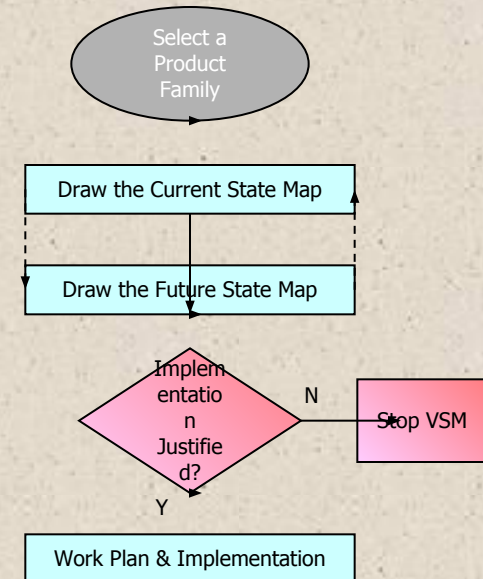 Select a
Product
Family
Draw the Current State Map
Draw the Future State Map
Implem
entatio
n
Justifie
d?
N
Stop VSM
Y
Work Plan & Implementation